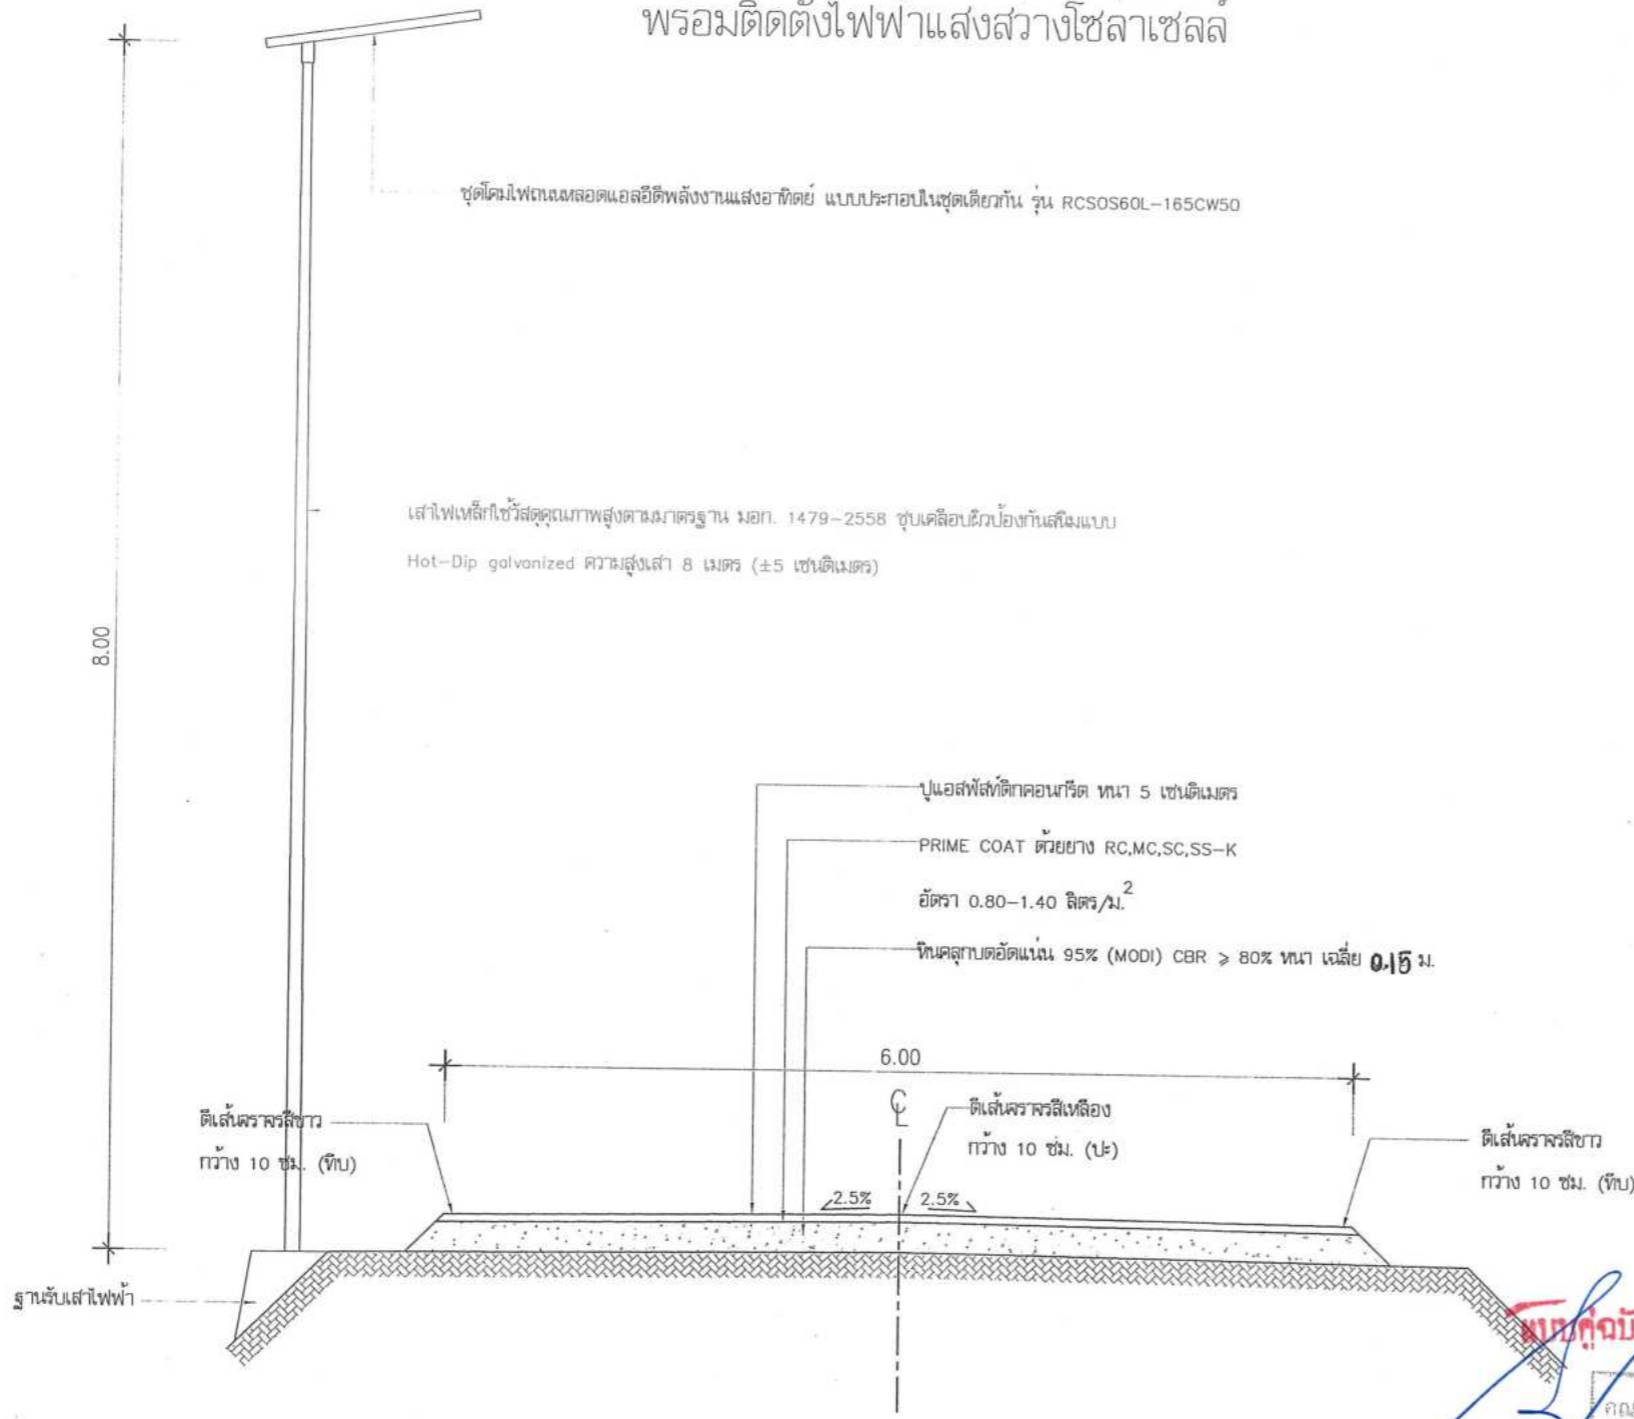 พร้อมติดตั้งไฟฟ้าแสงสว่างโซลาเซลล์
ชุดโคมไฟถนนหลอดแอลอีดีพลังงานแสงอาทิตย์ แบบประกอบในชุดเดียวกัน รุ่น RCSOS60L-165CW50
เสาไฟเหล็กใช้วัสดุคุณภาพสูงตามมาตรฐาน มอก. 1479-2558 ชุบเคลือบผิวป้องกันสนิมแบบ
Hot-Dip galvanized ความสูงเสา 8 เมตร (±5 เซนติเมตร)
8.00
ปูแอสฟัสท์ติกคอนกรีต หนา 5 เซนติเมตร
PRIME COAT ด้วยยาง RC,MC,SC,SS-K
อัตรา 0.80-1.40 ลิตร/ม.²
หินคลุกบดอัดแน่น 95% (MODI) CBR ⩾ 80% หนา เฉลี่ย 0.15 ม.
6.00
ตีเส้นจราจรสีขาว
กว้าง 10 ซม. (ทึบ)
CL
ตีเส้นจราจรสีเหลือง
กว้าง 10 ซม. (ปะ)
ตีเส้นจราจรสีขาว
กว้าง 10 ซม. (ทึบ)
2.5% 2.5%
ฐานรับเสาไฟฟ้า
แบบคู่ฉบั
คณ